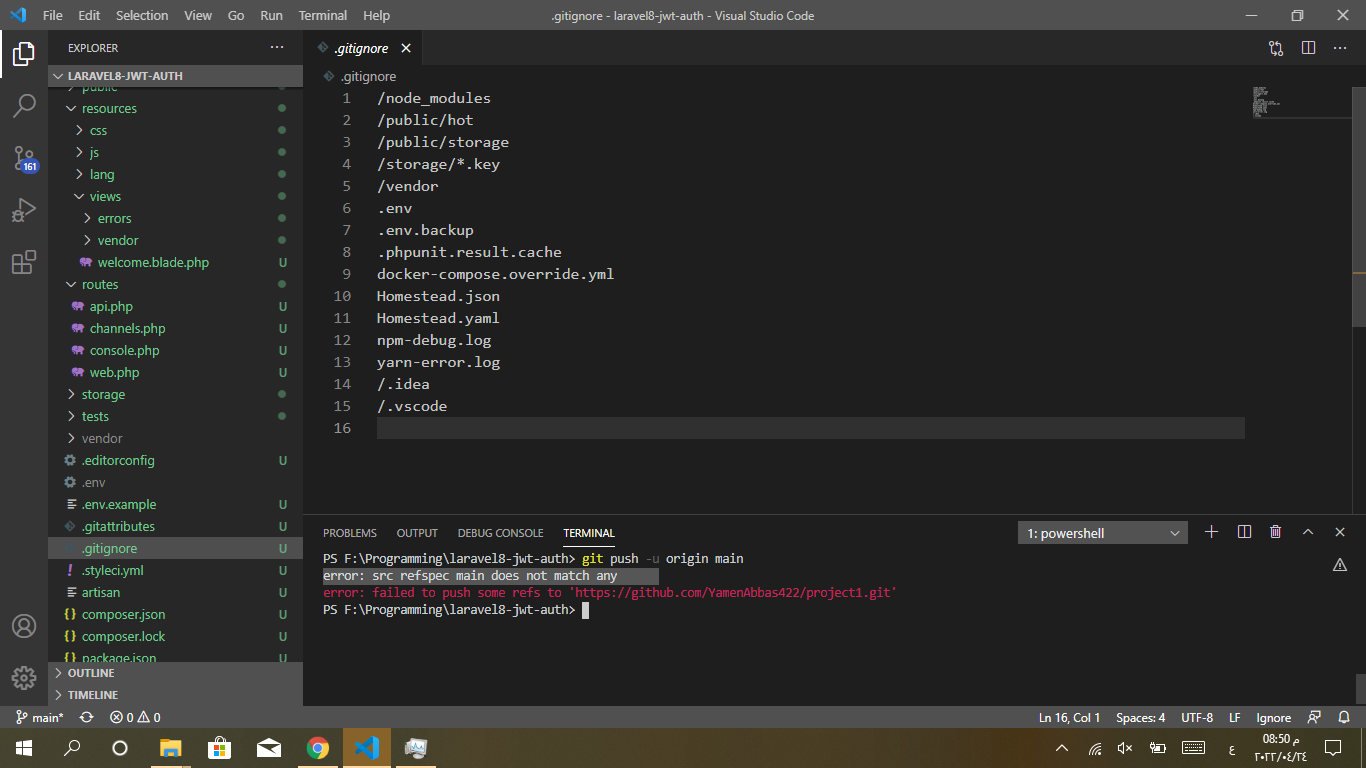 File Edit Selection View Go Run Terminal Help .gitignore - laravel8-jwt-auth - Visual Studio Code
EXPLORER
LARAVEL8-JWT-AUTH
public
resources
css
js
lang
views
errors
vendor
welcome.blade.php U
routes
api.php U
channels.php U
console.php U
web.php U
storage
tests
vendor
.editorconfig U
.env
.env.example U
.gitattributes U
.gitignore U
.styleci.yml U
artisan U
composer.json U
composer.lock U
package.json U
OUTLINE
TIMELINE
161
.gitignore
.gitignore
1 /node_modules
2 /public/hot
3 /public/storage
4 /storage/*.key
5 /vendor
6 .env
7 .env.backup
8 .phpunit.result.cache
9 docker-compose.override.yml
10 Homestead.json
11 Homestead.yaml
12 npm-debug.log
13 yarn-error.log
14 /.idea
15 /.vscode
16
PROBLEMS OUTPUT DEBUG CONSOLE TERMINAL 1: powershell
PS F:\Programming\laravel8-jwt-auth> git push -u origin main
error: src refspec main does not match any
error: failed to push some refs to 'https://github.com/YamenAbbas422/project1.git'
PS F:\Programming\laravel8-jwt-auth>
main* 0 0 Ln 16, Col 1 Spaces: 4 UTF-8 LF Ignore
ع
08:50 م
٢٠٢٢/٠٤/٢٤